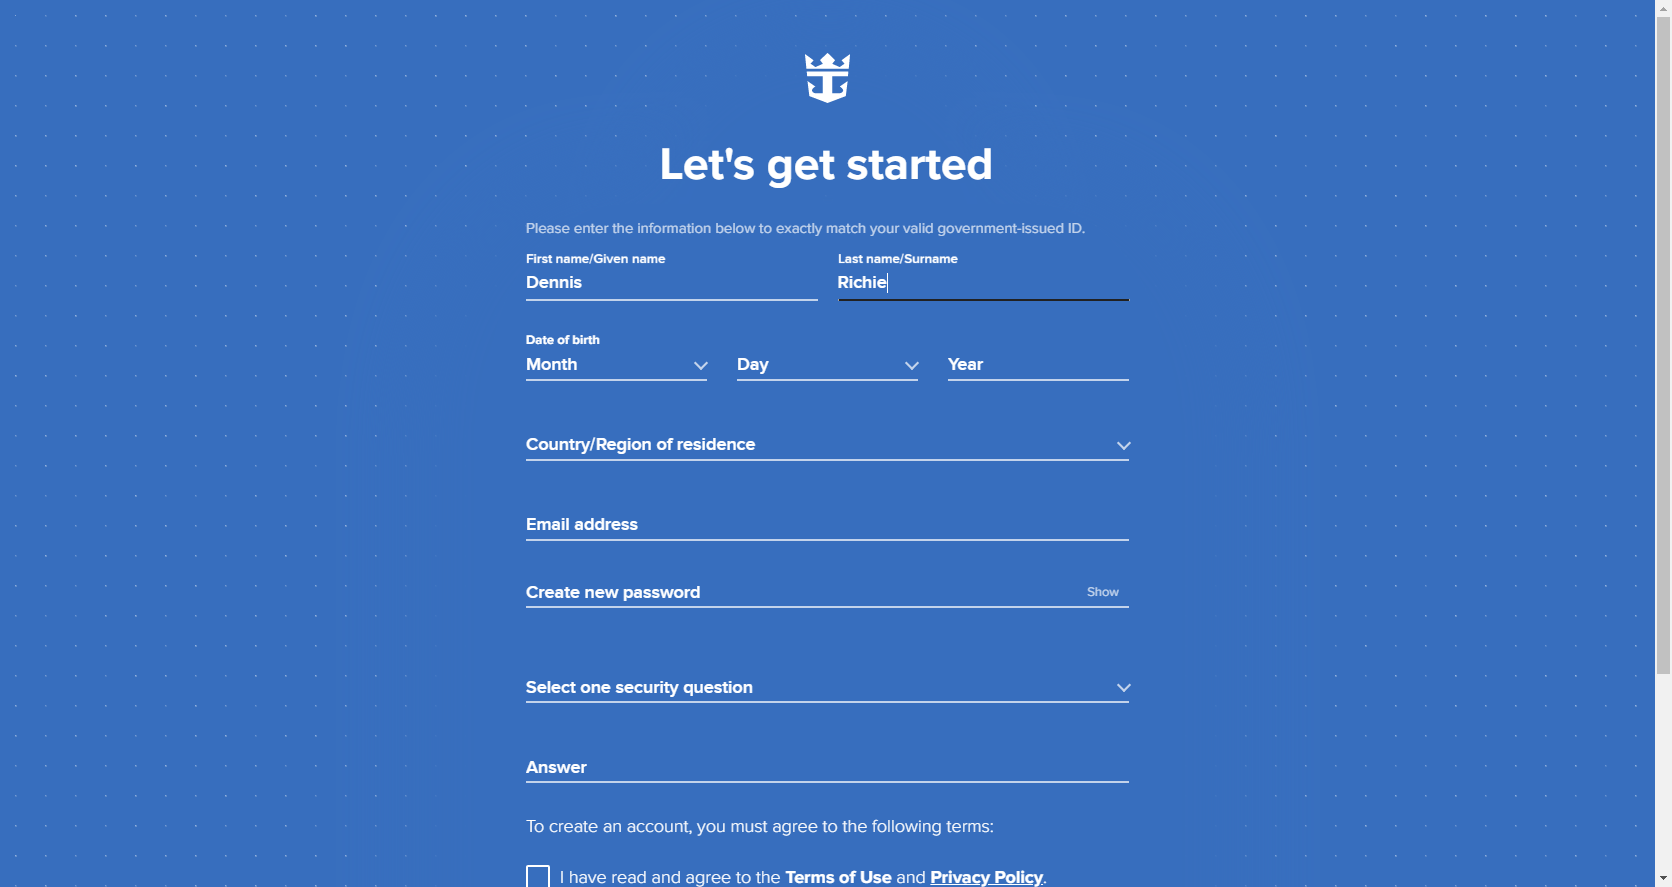 Let's get started
Please enter the information below to exactly match your valid government-issued ID.
First name/Given name
Last name/Surname
Dennis
Richie
Date of birth
Month
Day
Year
Country/Region of residence
Email address
Create new password
Show
Select one security question
Answer
To create an account, you must agree to the following terms:
I have read and agree to the Terms of Use and Privacy Policy.